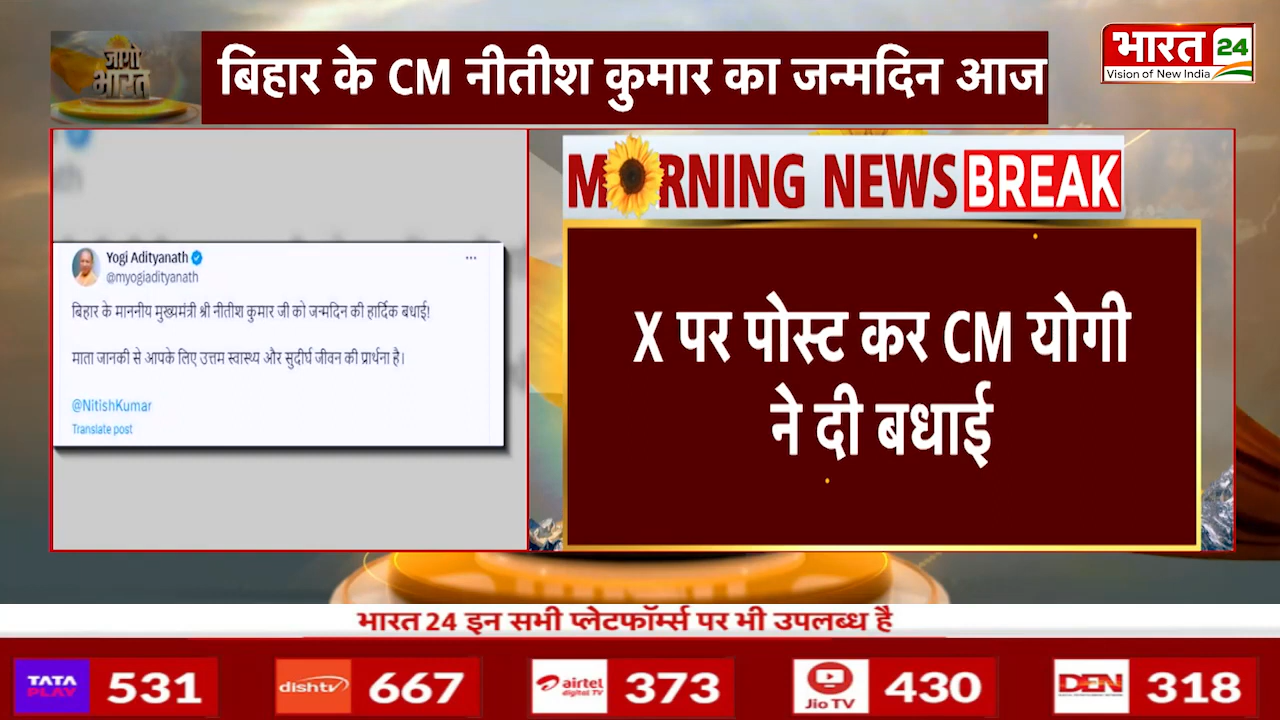 जागो
भारत
बिहार के CM नीतीश कुमार का जन्मदिन आज
भारत 24
Vision of New India
Yogi Adityanath
@myogiadityanath
बिहार के माननीय मुख्यमंत्री श्री नीतीश कुमार जी को जन्मदिन की हार्दिक बधाई!
माता जानकी से आपके लिए उत्तम स्वास्थ्य और सुदीर्घ जीवन की प्रार्थना है।
@NitishKumar
Translate post
MORNING NEWS BREAK
X पर पोस्ट कर CM योगी
ने दी बधाई
भारत 24 इन सभी प्लेटफॉर्म्स पर भी उपलब्ध है
TATA PLAY 531
dishtv 667
airtel digital TV 373
JioTV 430
DEN 318